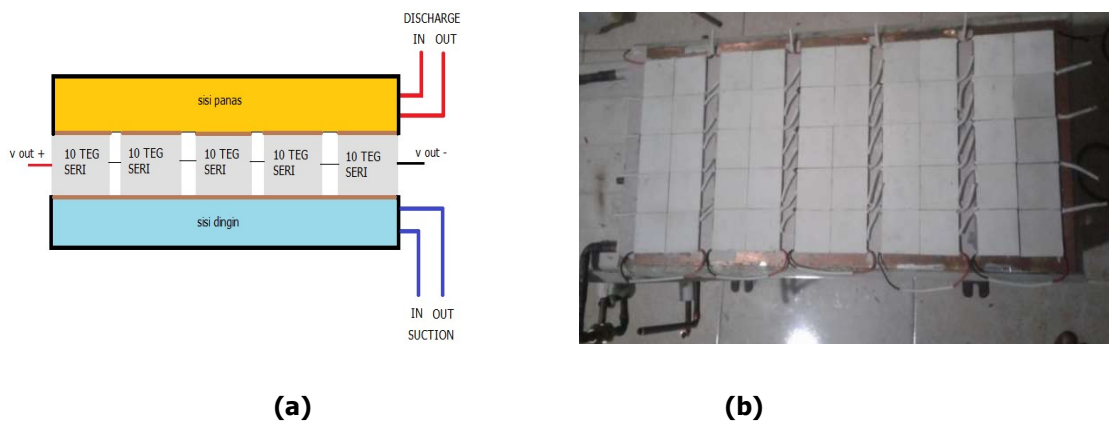 DISCHARGE
IN OUT
sisi panas
v out +
10 TEG
SERI
10 TEG
SERI
10 TEG
SERI
10 TEG
SERI
10 TEG
SERI
v out -
sisi dingin
IN OUT
SUCTION
(a)
(b)